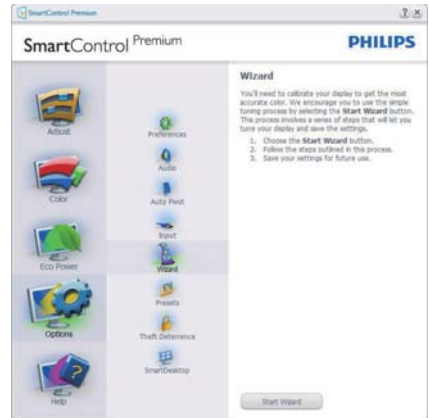 SmartControl Premium
SmartControl Premium
PHILIPS
Adjust
Color
Eco Power
Options
Help
Preferences
Audio
Auto Pivot
Input
Wizard
Presets
Theft Deterrence
SmartDesktop
Wizard
You'll need to calibrate your display to get the most
accurate color. We encourage you to use the simple
tuning process by selecting the Start Wizard button.
This process involves a series of steps that will let you
tune your display and save the settings.
1. Choose the Start Wizard button.
2. Follow the steps outlined in this process.
3. Save your settings for future use.
Start Wizard